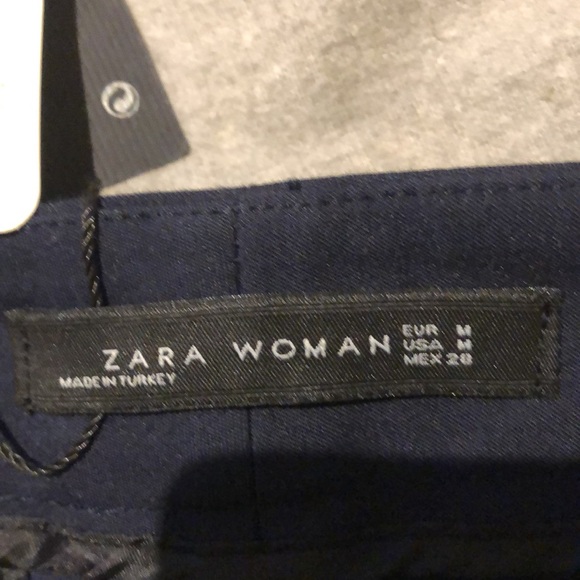 ZARA WOMAN
MADE IN TURKEY
EUR M
USA M
MEX 28